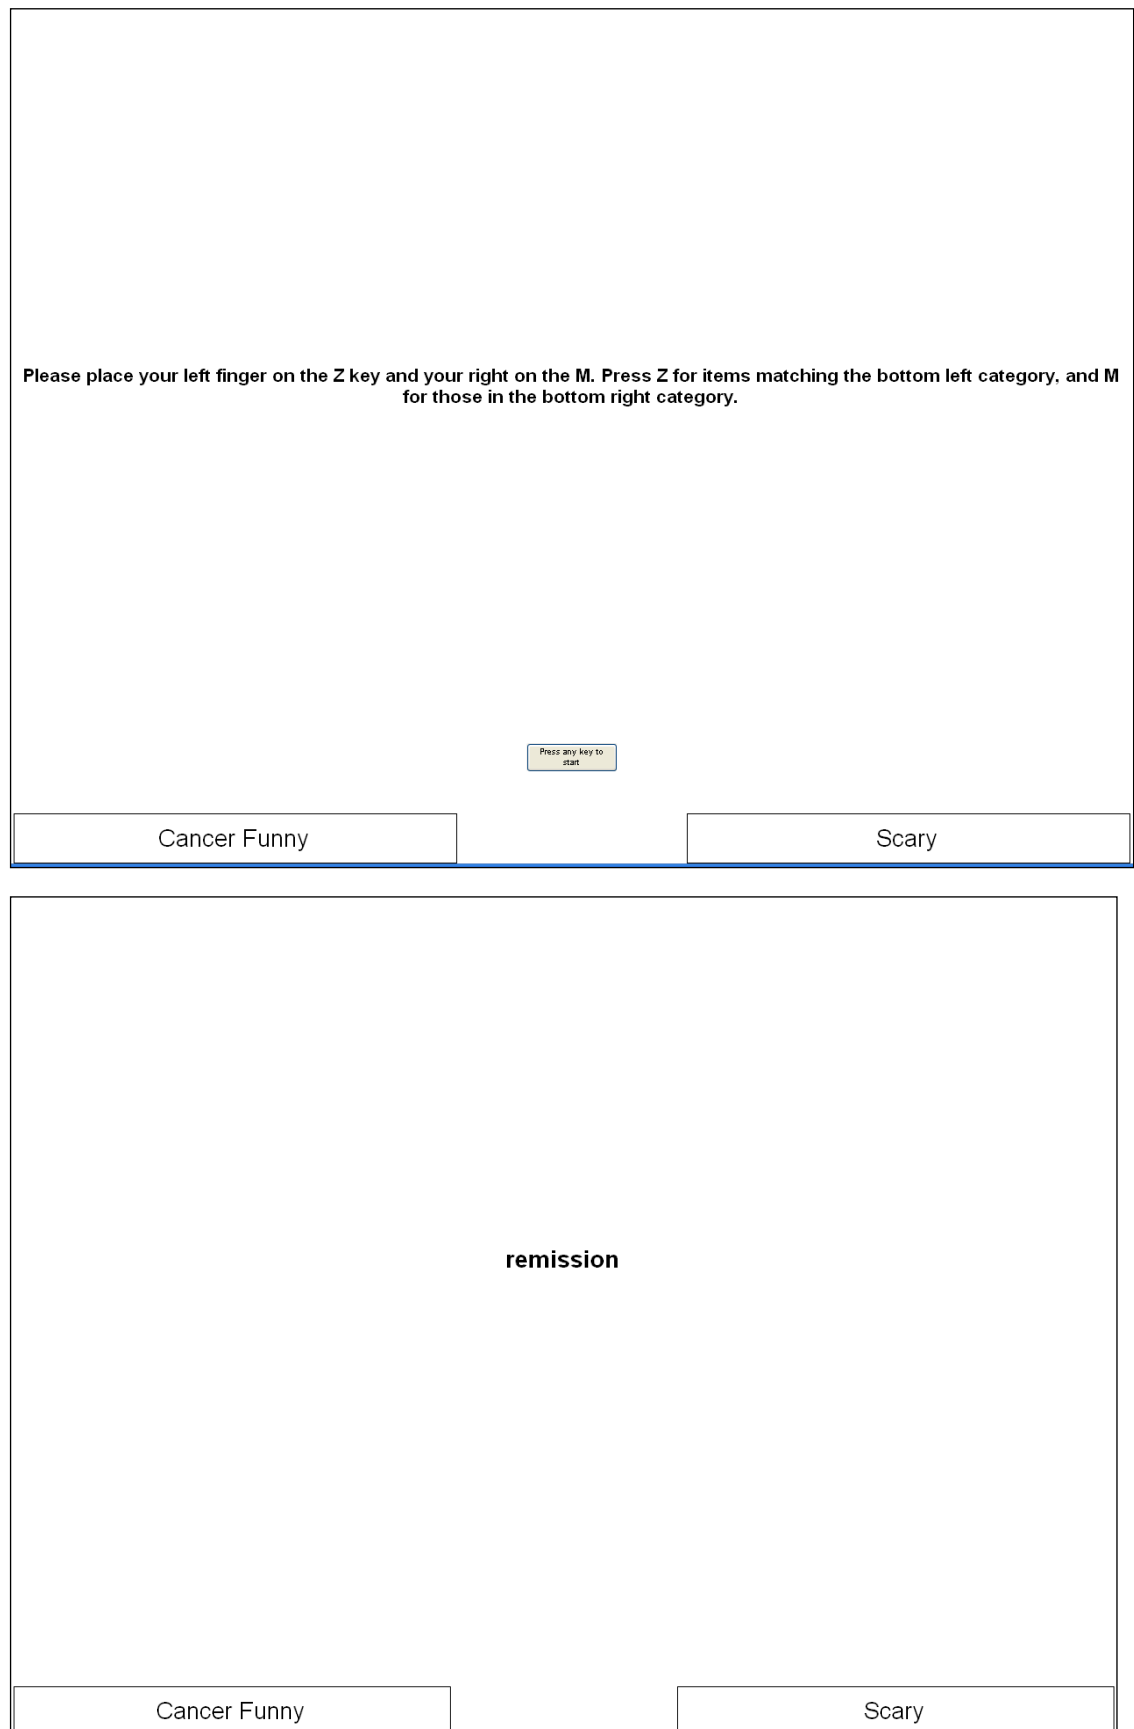 Please place your left finger on the Z key and your right on the M. Press Z for items matching the bottom left category, and M
for those in the bottom right category.
Press any key to
start
Cancer Funny
Scary
remission
Cancer Funny
Scary